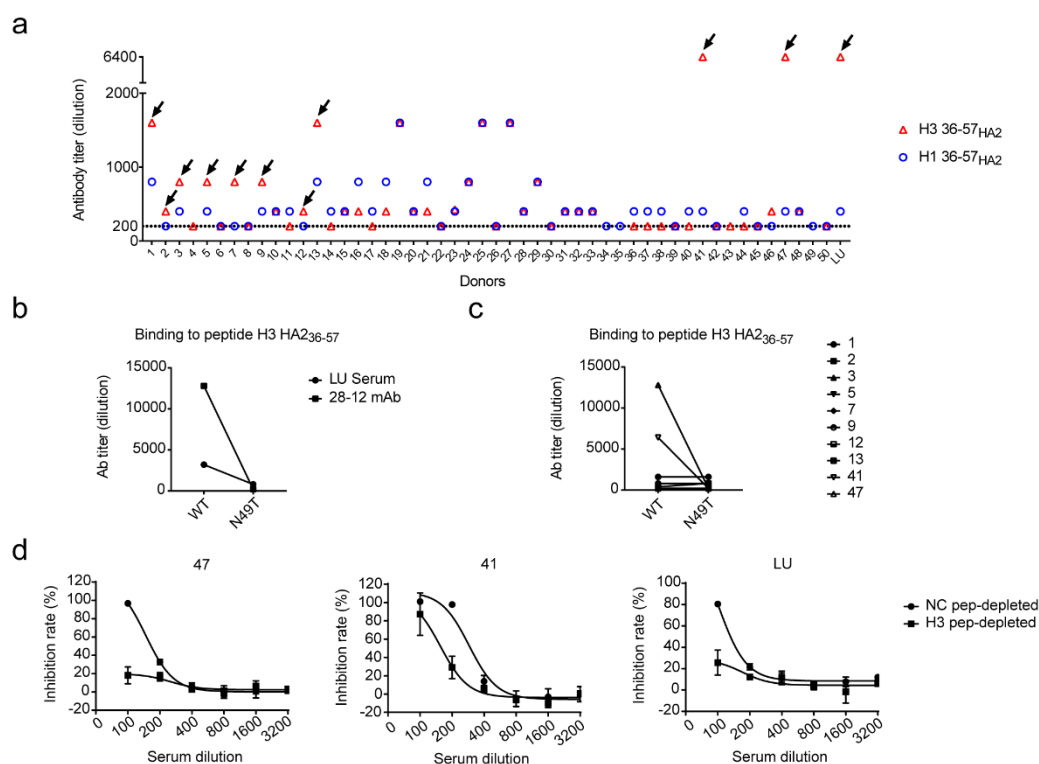 a
Antibody titer (dilution)
6400
2000
1000
200
1 2 3 4 5 6 7 8 9 10 11 12 13 14 15 16 17 18 19 20 21 22 23 24 25 26 27 28 29 30 31 32 33 34 35 36 37 38 39 40 41 42 43 44 45 46 47 48 49 50 LU
Donors
H3 36-57HA2
H1 36-57HA2
b
Binding to peptide H3 HA236-57
Ab titer (dilution)
15000
10000
5000
0
WT N49T
LU Serum
28-12 mAb
c
Binding to peptide H3 HA236-57
Ab titer (dilution)
15000
10000
5000
0
WT N49T
1
2
3
5
7
9
12
13
41
47
d
47
Inhibition rate (%)
120
100
80
60
40
20
0
-20
0 100 200 400 800 1600 3200
Serum dilution
41
Inhibition rate (%)
120
100
80
60
40
20
0
-20
0 100 200 400 800 1600 3200
Serum dilution
LU
Inhibition rate (%)
80
60
40
20
0
-20
0 100 200 400 800 1600 3200
Serum dilution
NC pep-depleted
H3 pep-depleted